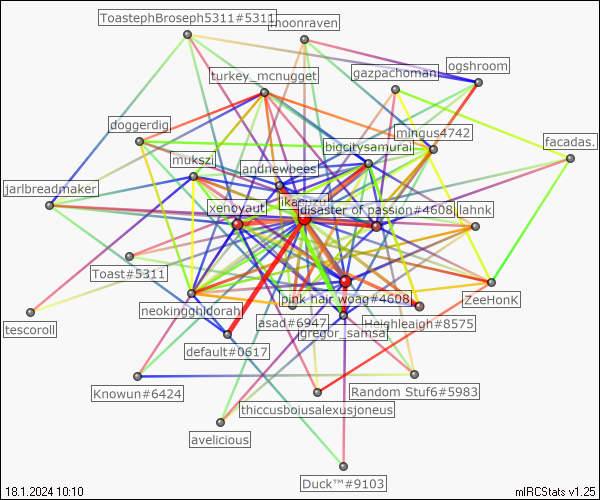 ToastephBroseph5311#5311
moonraven
ogshroom
turkey_mcnugget
gazpachoman
doggerdig
mingus4742
bigcitysamurai
facadas.
mukszi
andnewbees
jarlbreadmaker
xenoyaut
disaster of passion#4608
lahnk
Toast#5311
pink hair woag#4608
ZeeHonK
neokingghidorah
tescoroll
asad#6947
Heighleaigh#8575
gregor_samsa
default#0617
Knowun#6424
Random Stuf6#5983
thiccusboiusalexusjoneus
avelicious
Duck™#9103
18.1.2024 10:10
mIRCStats v1.25